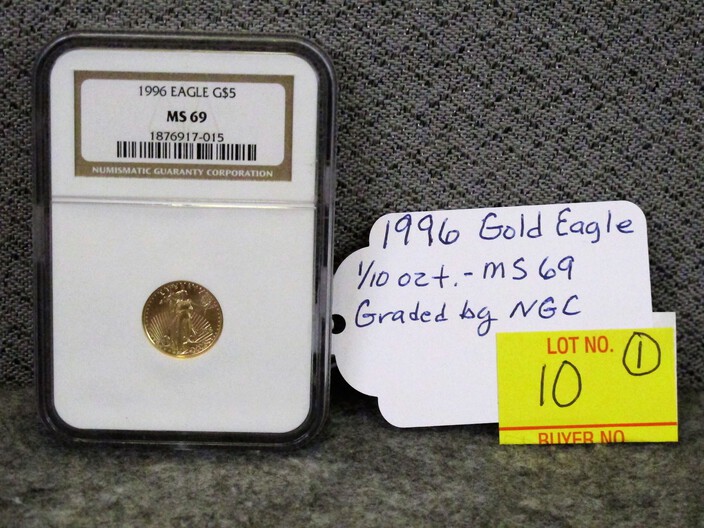 1996 EAGLE G$5
MS 69
1876917-015
NUMISMATIC GUARANTY CORPORATION
1996 Gold Eagle
1/10 ozt. - MS 69
Graded by NGC
LOT NO. 1
10
BUYER NO.